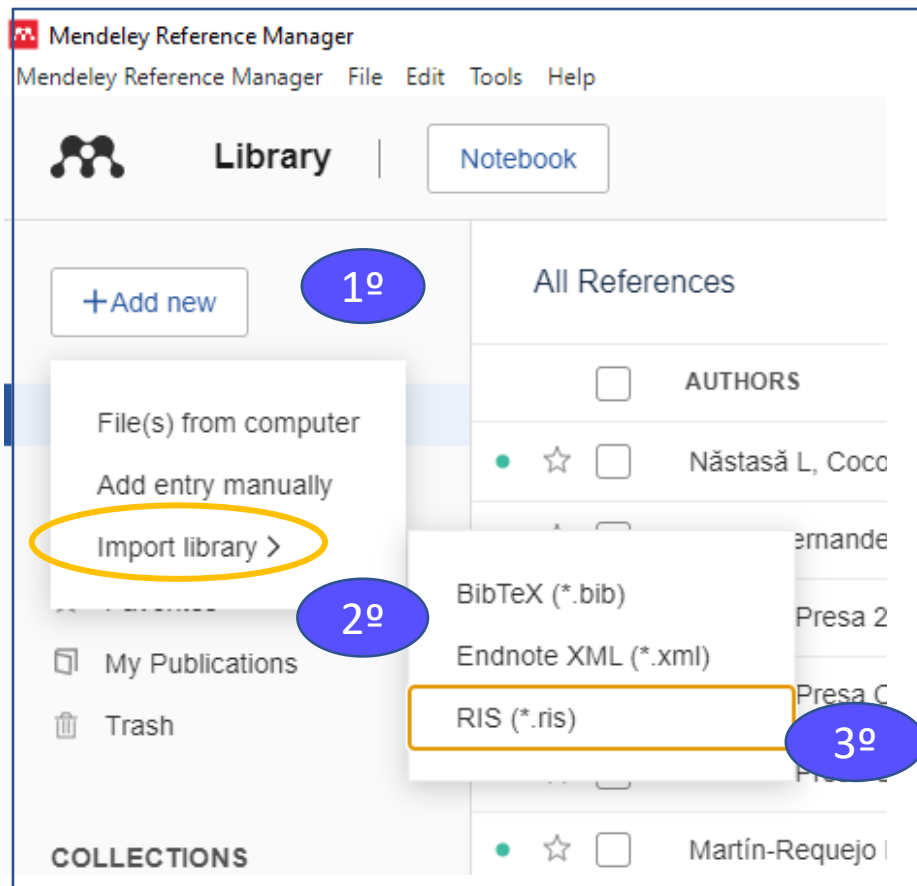 Mendeley Reference Manager
Mendeley Reference Manager File Edit Tools Help
Library
Notebook
+Add new
1º
All References
AUTHORS
File(s) from computer
Năstasă L, Coco
Add entry manually
Import library >
ernande
2º
BibTeX (*.bib)
Presa 2
My Publications
Endnote XML (*.xml)
Presa
Trash
RIS (*.ris)
3º
COLLECTIONS
Martín-Requejo